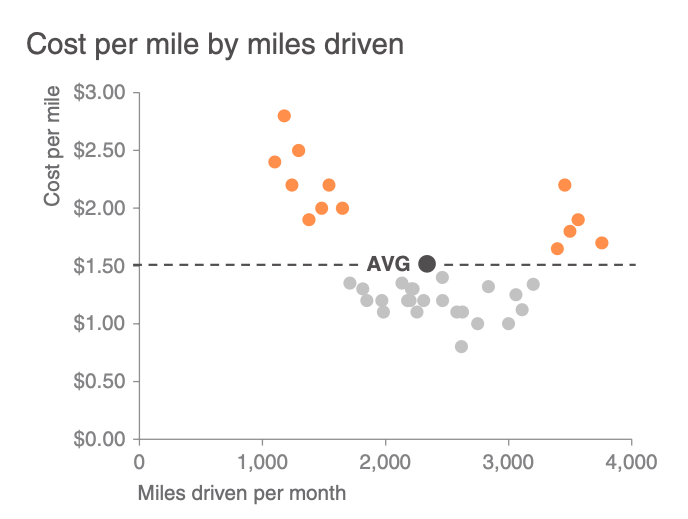 Cost per mile by miles driven
Cost per mile
$3.00
$2.50
$2.00
$1.50
$1.00
$0.50
$0.00
AVG
0 1,000 2,000 3,000 4,000
Miles driven per month